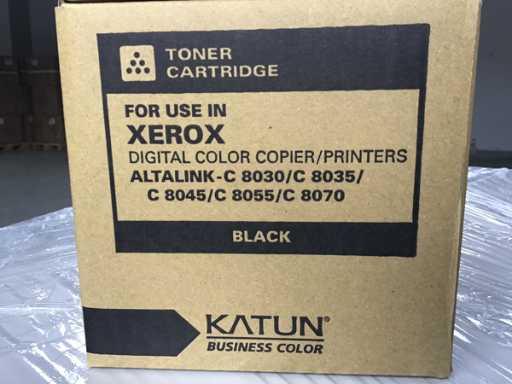 TONER
CARTRIDGE
FOR USE IN
XEROX
DIGITAL COLOR COPIER/PRINTERS
ALTALINK-C 8030/C 8035/
C 8045/C 8055/C 8070
BLACK
KATUN®
BUSINESS COLOR